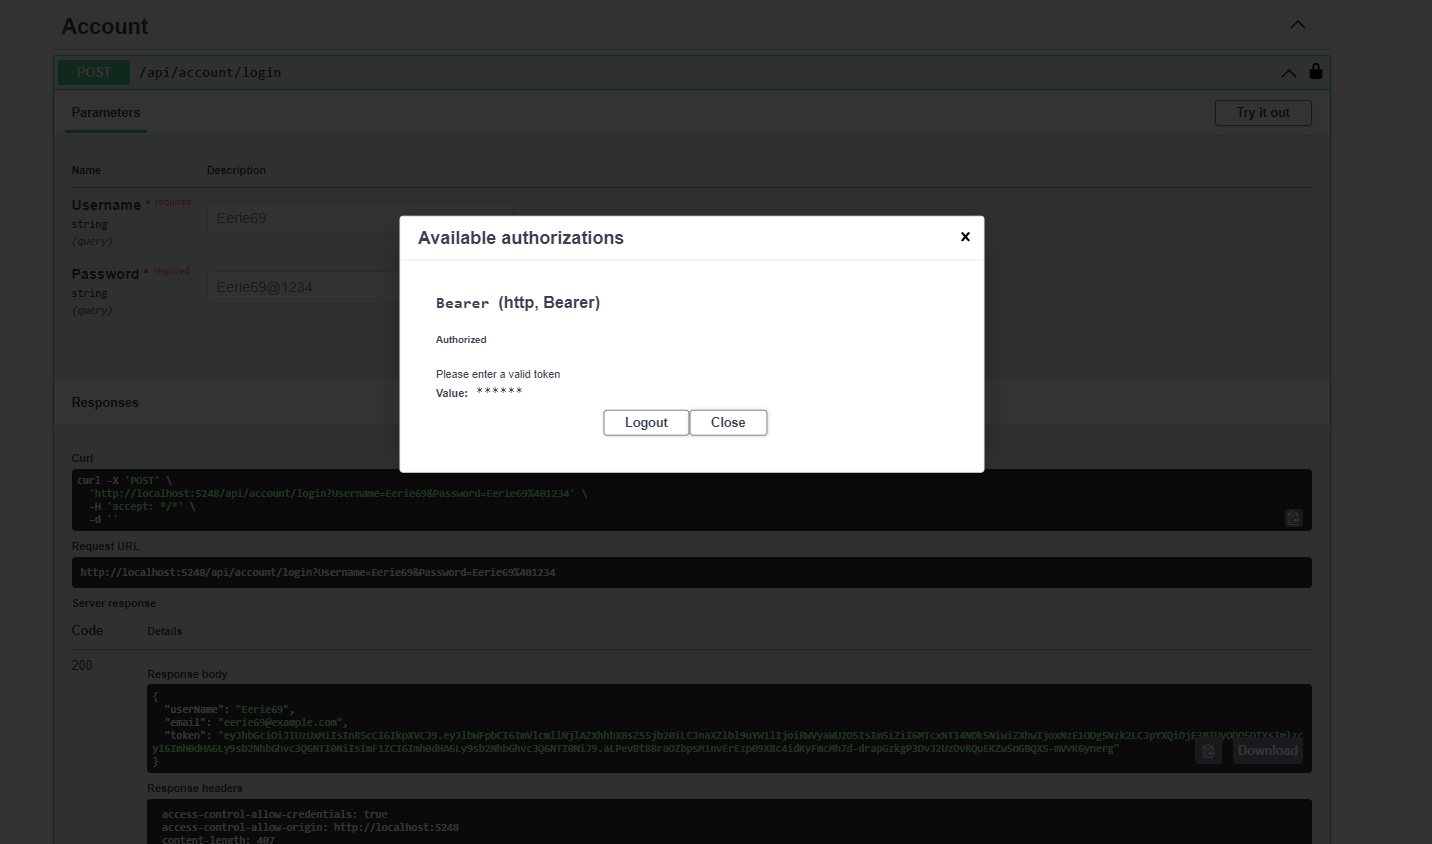 Account
POST /api/account/login
Parameters
Try it out
Name Description
Username * required
string
(query)
Eerie69
Password * required
string
(query)
Eerie@1234
Available authorizations
x
Bearer (http, Bearer)
Authorized
Please enter a valid token
Value: ******
Logout Close
Responses
Curl
curl -X 'POST' \
'http://localhost:5248/api/account/login?Username=Eerie69&Password=Eerie69%401234' \
-H 'accept: */*' \
-d ''
Request URL
http://localhost:5248/api/account/login?Username=Eerie69&Password=Eerie69%401234
Server response
Code Details
200
Response body
{
"userName": "Eerie69",
"email": "eerie69@example.com",
"token":
}
Download
Response headers
access-control-allow-credentials: true
access-control-allow-origin: http://localhost:5248
content-length: 407